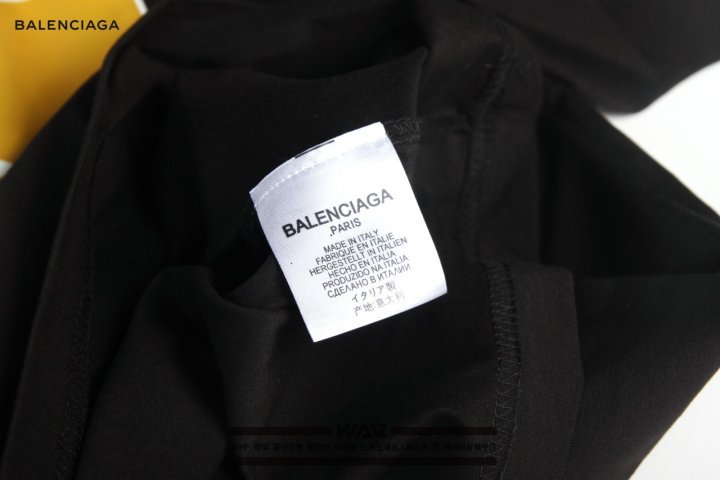 BALENCIAGA
BALENCIAGA
.PARIS
MADE IN ITALY
FABRIQUE EN ITALIE
HERGESTELLT IN ITALIEN
HECHO EN ITALIA
PRODUZIDO NA ITALIA
СДЕЛАНО В ИТАЛИИ
イタリア製
产地:意大利